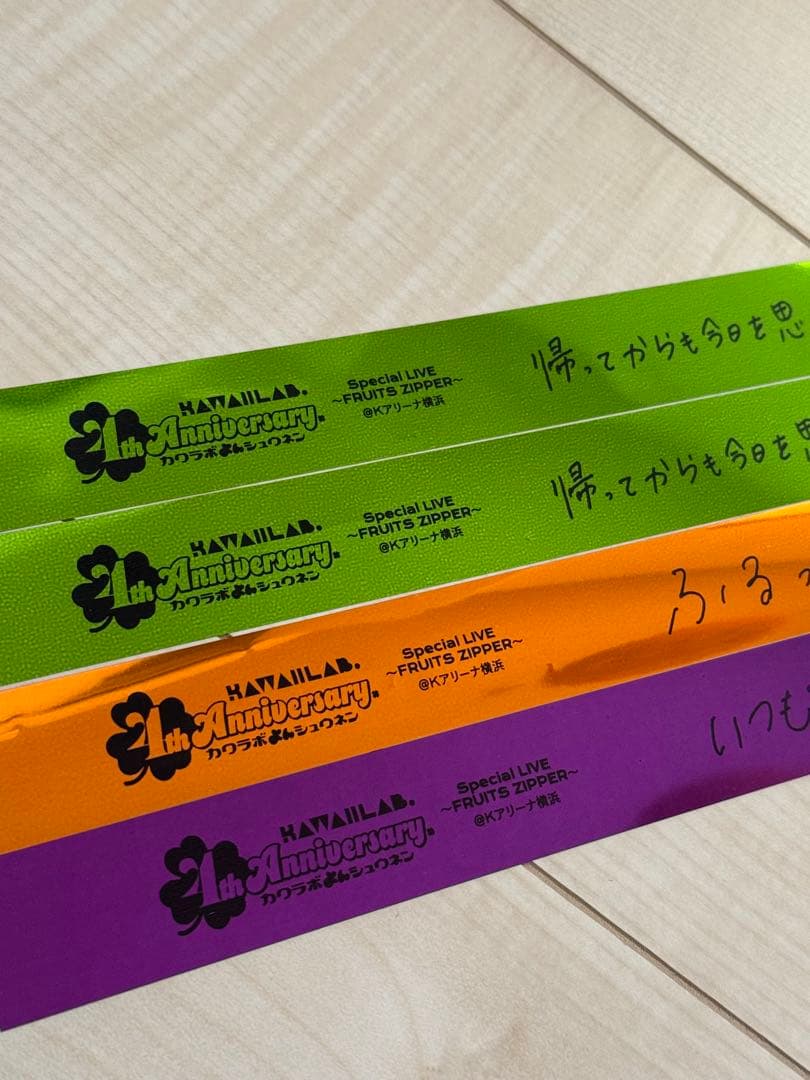 KAWAII LAB.
4th Anniversary
カワラボよんシュウネン
Special LIVE
~FRUITS ZIPPER~
@Kアリーナ横浜
帰ってからも今日を思
KAWAII LAB.
4th Anniversary
カワラボよんシュウネン
Special LIVE
~FRUITS ZIPPER~
@Kアリーナ横浜
帰ってからも今日を思
KAWAII LAB.
4th Anniversary
カワラボよんシュウネン
Special LIVE
~FRUITS ZIPPER~
@Kアリーナ横浜
ふるっ
KAWAII LAB.
4th Anniversary
カワラボよんシュウネン
Special LIVE
~FRUITS ZIPPER~
@Kアリーナ横浜
いつも